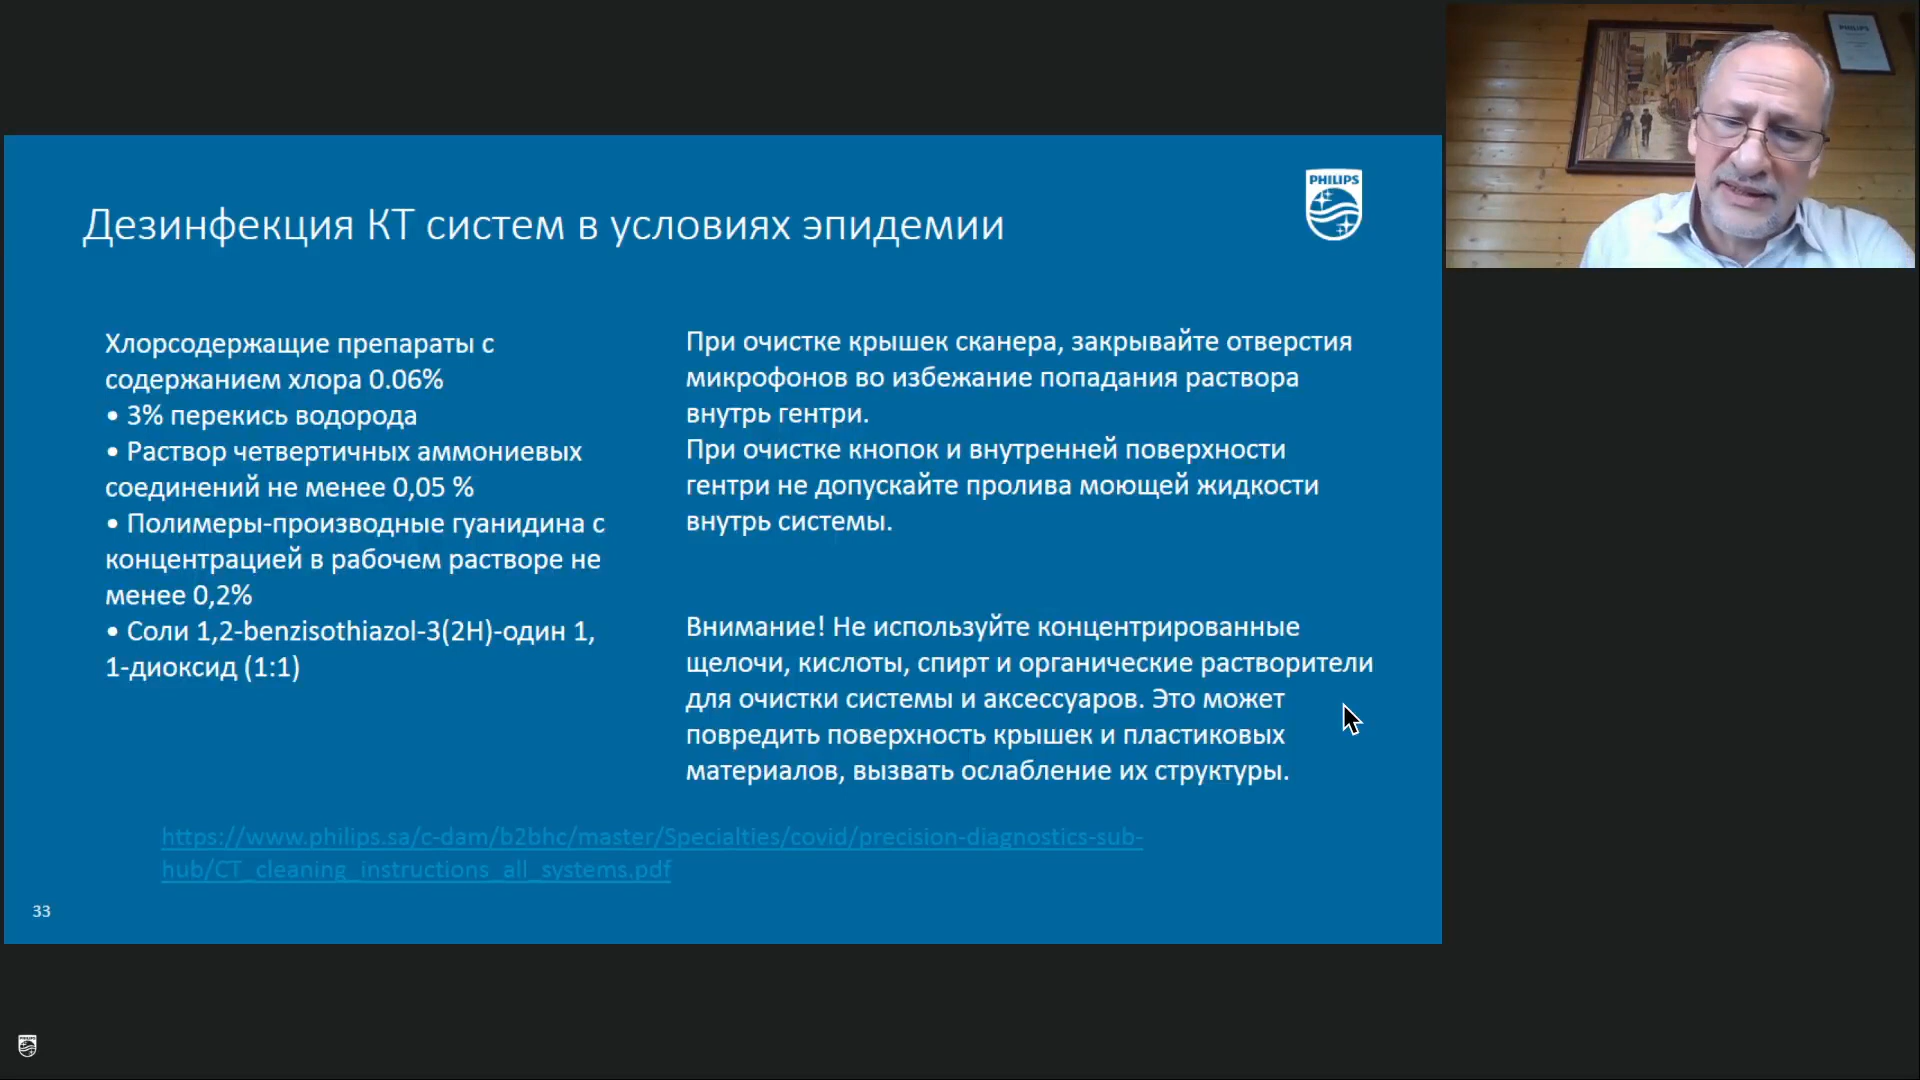 PHILIPS
PHILIPS
Дезинфекция КТ систем в условиях эпидемии
Хлорсодержащие препараты с
содержанием хлора 0.06%
• 3% перекись водорода
• Раствор четвертичных аммониевых
соединений не менее 0,05 %
• Полимеры-производные гуанидина с
концентрацией в рабочем растворе не
менее 0,2%
• Соли 1,2-benzisothiazol-3(2H)-один 1,
1-диоксид (1:1)
При очистке крышек сканера, закрывайте отверстия
микрофонов во избежание попадания раствора
внутрь гентри.
При очистке кнопок и внутренней поверхности
гентри не допускайте пролива моющей жидкости
внутрь системы.
Внимание! Не используйте концентрированные
щелочи, кислоты, спирт и органические растворители
для очистки системы и аксессуаров. Это может
повредить поверхность крышек и пластиковых
материалов, вызвать ослабление их структуры.
https://www.philips.sa/c-dam/b2bhc/master/Specialties/covid/precision-diagnostics-sub-
hub/CT_cleaning_instructions_all_systems.pdf
33